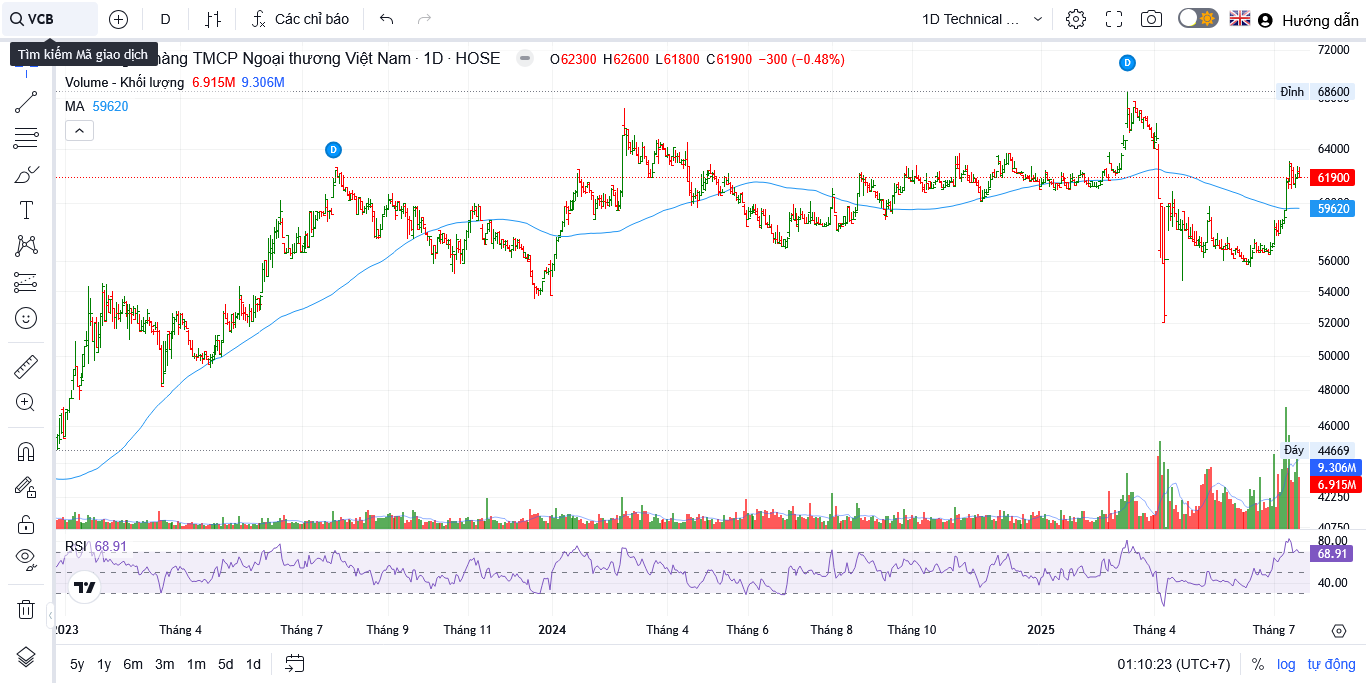 VCB
D
Các chỉ báo
1D Technical ...
Hướng dẫn
Tìm kiếm Mã giao dịch
hàng TMCP Ngoại thương Việt Nam · 1D · HOSE
O62300 H62600 L61800 C61900 −300 (−0.48%)
Volume - Khối lượng 6.915M 9.306M
MA 59620
D
D
72000
Đỉnh 68600
64000
61900
59620
56000
54000
52000
50000
48000
46000
Đáy 44669
9.306M
6.915M
42250
40750
RSI 68.91
80.00
68.91
40.00
2023
Tháng 4
Tháng 7
Tháng 9
Tháng 11
2024
Tháng 4
Tháng 6
Tháng 8
Tháng 10
2025
Tháng 4
Tháng 7
5y 1y 6m 3m 1m 5d 1d
01:10:23 (UTC+7)
% log tự động